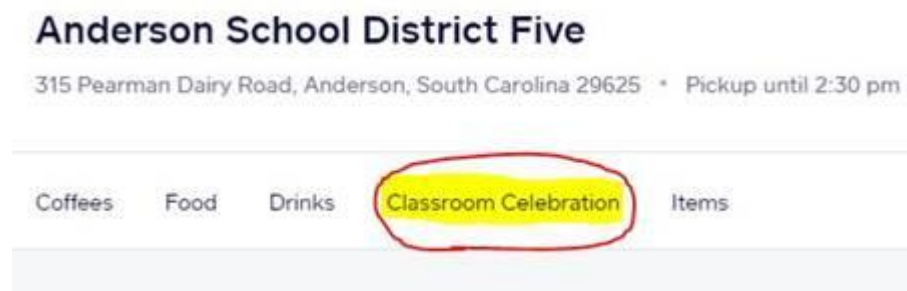 Anderson School District Five
315 Pearman Dairy Road, Anderson, South Carolina 29625 • Pickup until 2:30 pm
Coffees Food Drinks Classroom Celebration Items